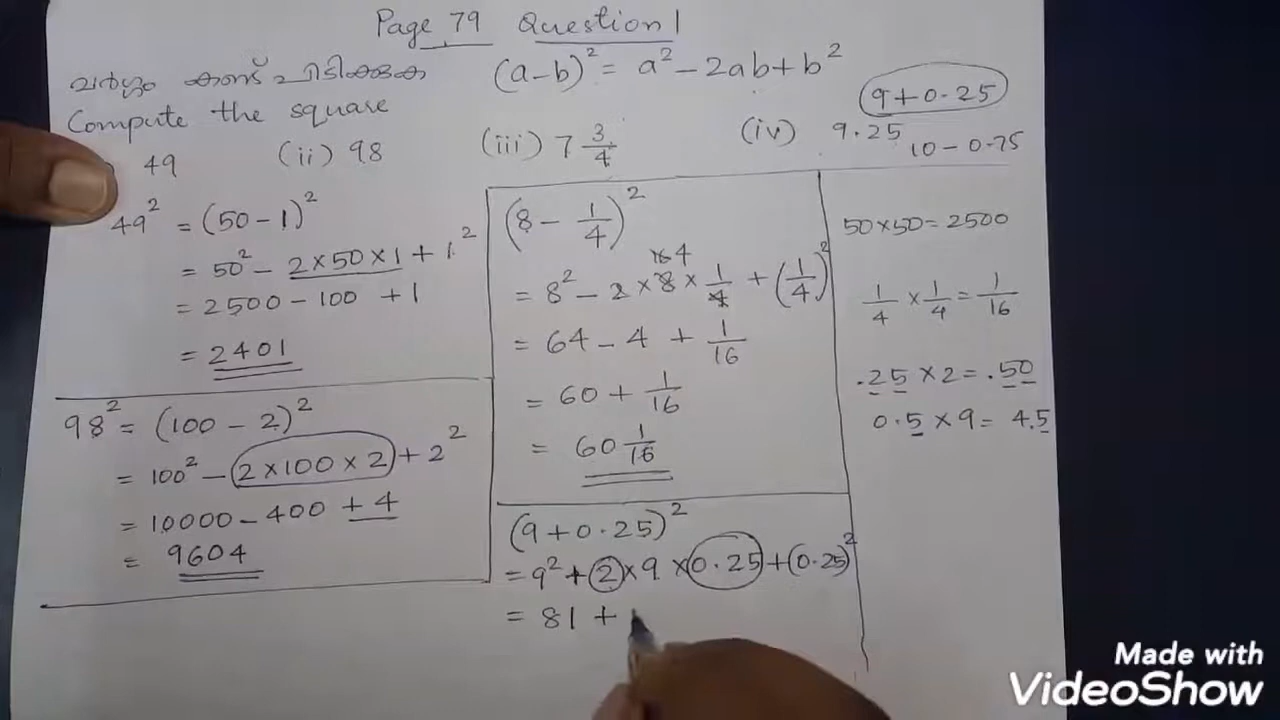 Page 79 Question 1
വർഗ്ഗം കണ്ട് പിടിക്കുക
Compute the square
(a-b)² = a² - 2ab + b²
9 + 0.25
49 (ii) 98 (iii) 7 3/4 (iv) 9.25
10 - 0.75
49² = (50 - 1)²
= 50² - 2×50×1 + 1²
= 2500 - 100 + 1
= 2401
98² = (100 - 2)²
= 100² - (2×100×2) + 2²
= 10000 - 400 + 4
= 9604
(8 - 1/4)²
16 4
= 8² - 2 × 8 × 1/4 + (1/4)²
= 64 - 4 + 1/16
= 60 + 1/16
= 60 1/16
(9 + 0.25)²
= 9² + 2 × 9 × 0.25 + (0.25)²
= 81 +
50×50 = 2500
1/4 × 1/4 = 1/16
.25 × 2 = .50
0.5 × 9 = 4.5
Made with
VideoShow